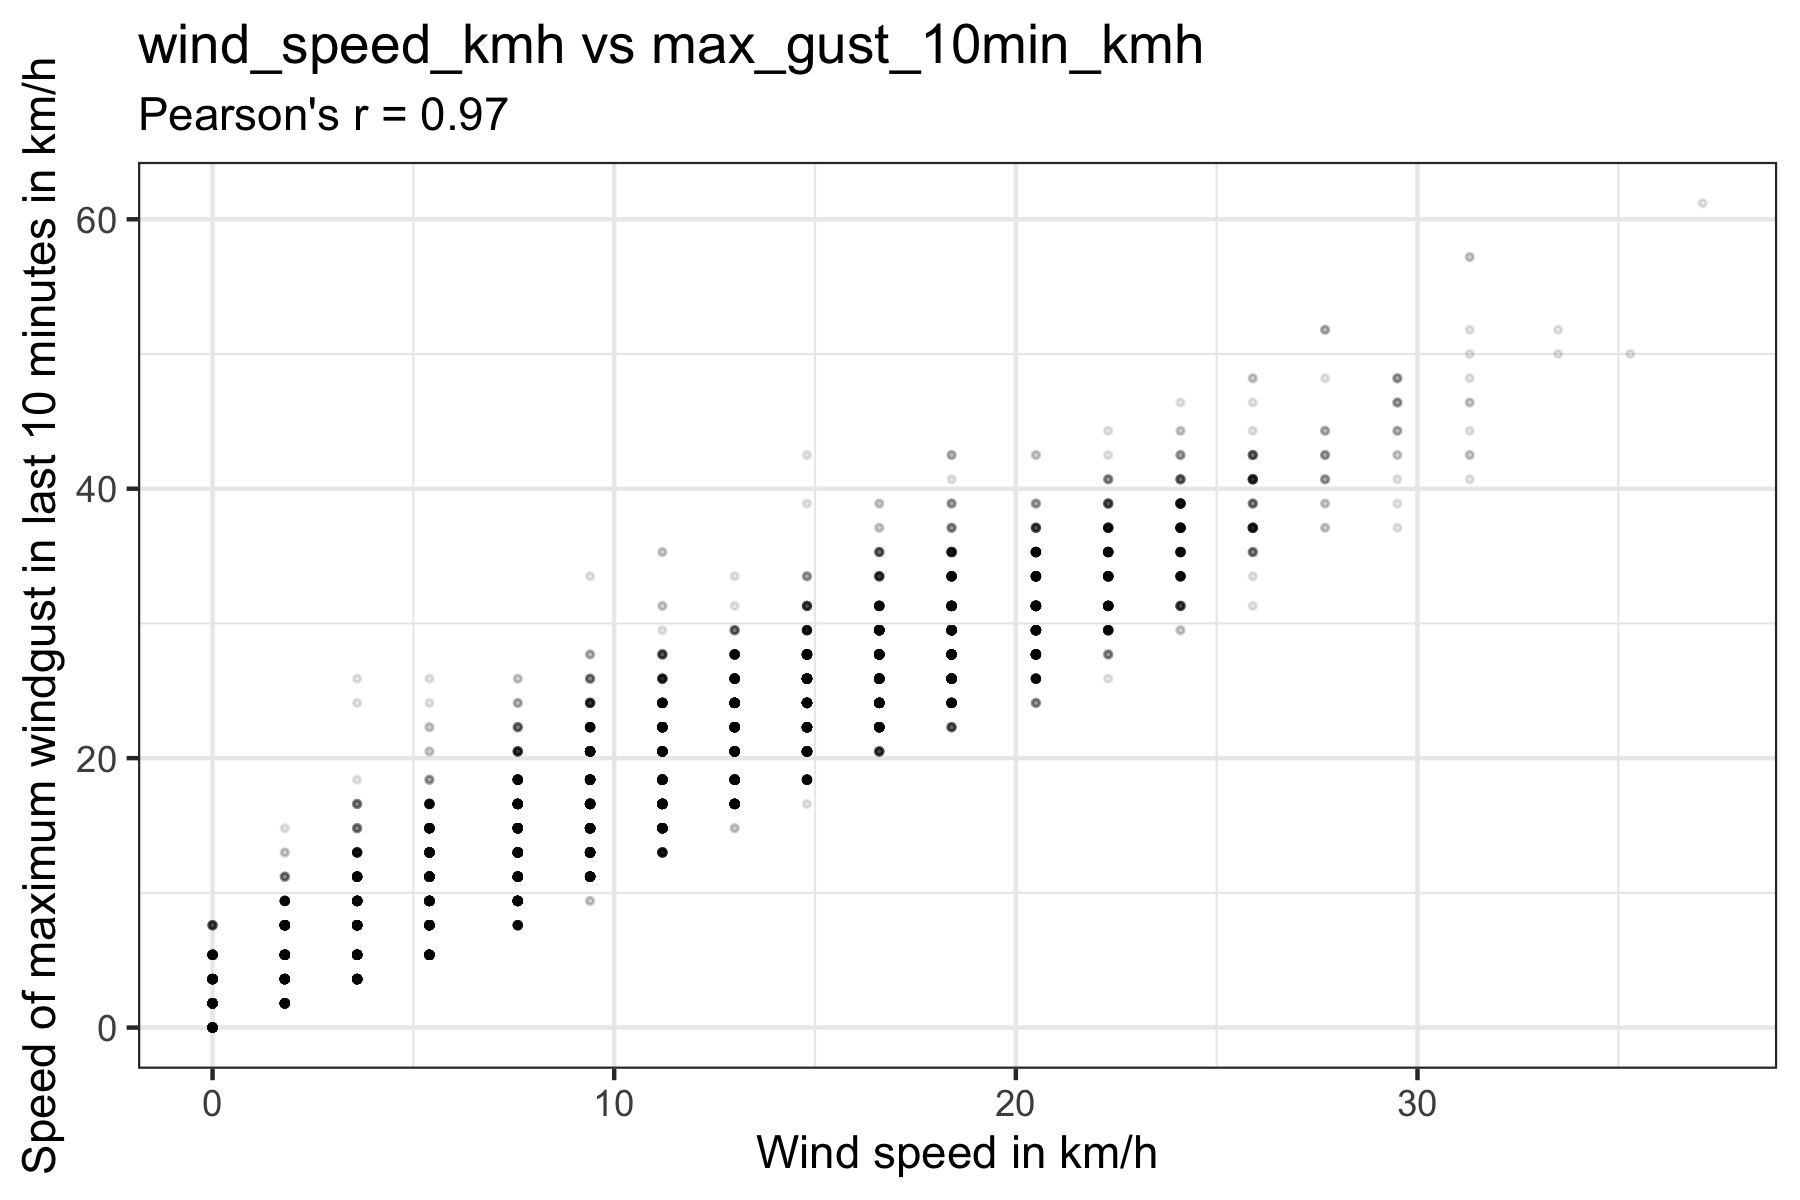 wind_speed_kmh vs max_gust_10min_kmh
Pearson's r = 0.97
Speed of maximum windgust in last 10 minutes in km/h
60
40
20
0
0 10 20 30
Wind speed in km/h